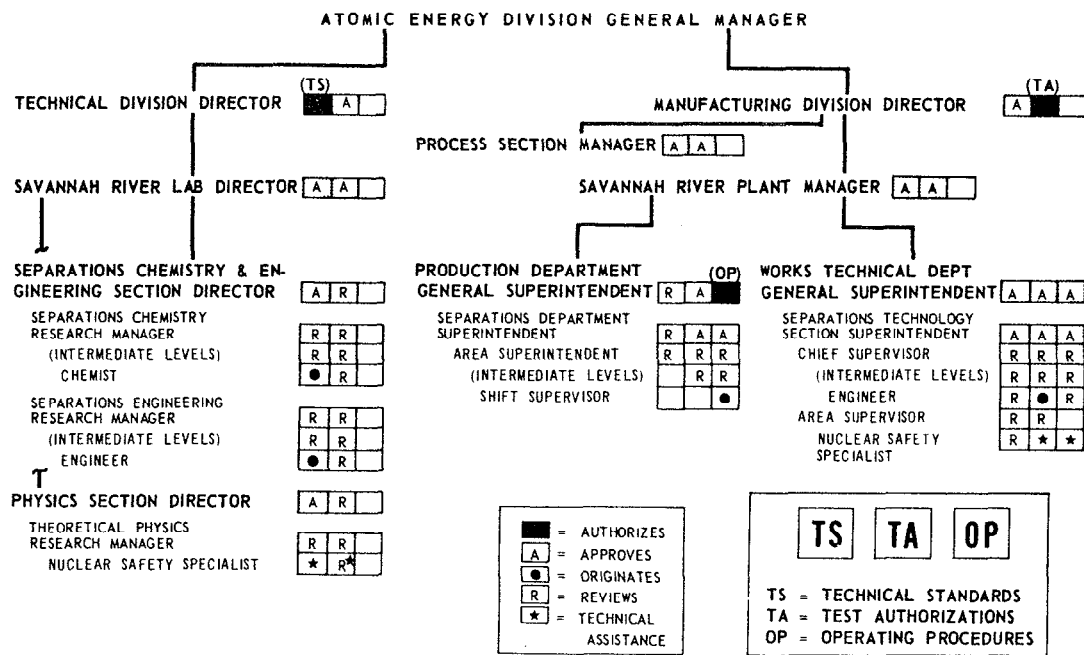 ATOMIC ENERGY DIVISION GENERAL MANAGER
(TS)
TECHNICAL DIVISION DIRECTOR A
(TA)
MANUFACTURING DIVISION DIRECTOR A
PROCESS SECTION MANAGER A A
SAVANNAH RIVER LAB DIRECTOR A A
SAVANNAH RIVER PLANT MANAGER A A
SEPARATIONS CHEMISTRY & EN-
GINEERING SECTION DIRECTOR A R
SEPARATIONS CHEMISTRY
RESEARCH MANAGER R R
(INTERMEDIATE LEVELS) R R
CHEMIST ● R
SEPARATIONS ENGINEERING
RESEARCH MANAGER R R
(INTERMEDIATE LEVELS) R R
ENGINEER ● R
PHYSICS SECTION DIRECTOR A R
THEORETICAL PHYSICS
RESEARCH MANAGER R R
NUCLEAR SAFETY SPECIALIST ★ R★
PRODUCTION DEPARTMENT
(OP)
GENERAL SUPERINTENDENT R A
SEPARATIONS DEPARTMENT
SUPERINTENDENT R A A
AREA SUPERINTENDENT R R R
(INTERMEDIATE LEVELS) R R
SHIFT SUPERVISOR ●
WORKS TECHNICAL DEPT
GENERAL SUPERINTENDENT A A A
SEPARATIONS TECHNOLOGY
SECTION SUPERINTENDENT A A A
CHIEF SUPERVISOR R R R
(INTERMEDIATE LEVELS) R R R
ENGINEER R ● R
AREA SUPERVISOR R R
NUCLEAR SAFETY R ★ ★
SPECIALIST
■ = AUTHORIZES
A = APPROVES
● = ORIGINATES
R = REVIEWS
★ = TECHNICAL
ASSISTANCE
TS TA OP
TS = TECHNICAL STANDARDS
TA = TEST AUTHORIZATIONS
OP = OPERATING PROCEDURES